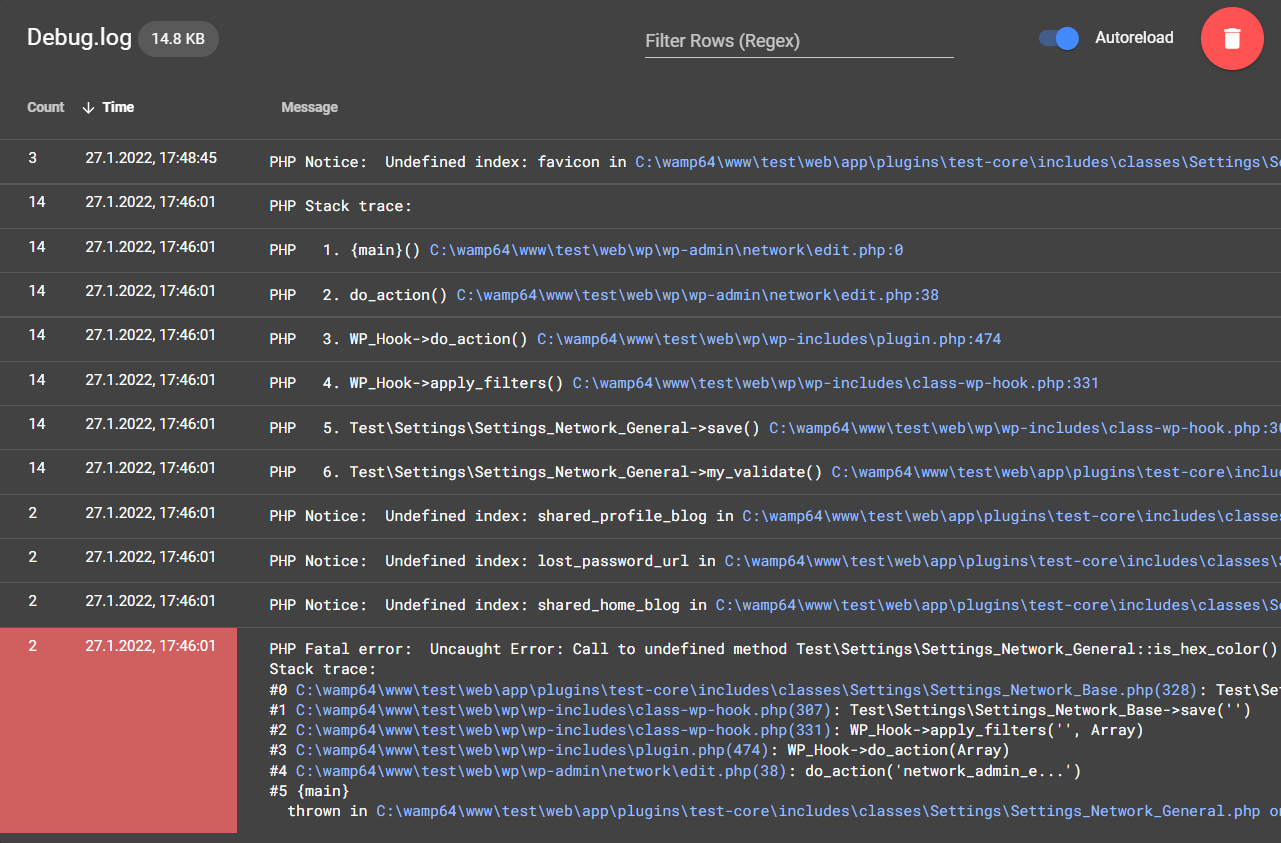 Debug.log 14.8 KB Filter Rows (Regex) Autoreload
Count Time Message
3 27.1.2022, 17:48:45 PHP Notice:  Undefined index: favicon in C:\wamp64\www\test\web\app\plugins\test-core\includes\classes\Settings\S
14 27.1.2022, 17:46:01 PHP Stack trace:
14 27.1.2022, 17:46:01 PHP   1. {main}() C:\wamp64\www\test\web\wp\wp-admin\network\edit.php:0
14 27.1.2022, 17:46:01 PHP   2. do_action() C:\wamp64\www\test\web\wp\wp-admin\network\edit.php:38
14 27.1.2022, 17:46:01 PHP   3. WP_Hook->do_action() C:\wamp64\www\test\web\wp\wp-includes\plugin.php:474
14 27.1.2022, 17:46:01 PHP   4. WP_Hook->apply_filters() C:\wamp64\www\test\web\wp\wp-includes\class-wp-hook.php:331
14 27.1.2022, 17:46:01 PHP   5. Test\Settings\Settings_Network_General->save() C:\wamp64\www\test\web\wp\wp-includes\class-wp-hook.php:30
14 27.1.2022, 17:46:01 PHP   6. Test\Settings\Settings_Network_General->my_validate() C:\wamp64\www\test\web\app\plugins\test-core\inclu
2 27.1.2022, 17:46:01 PHP Notice:  Undefined index: shared_profile_blog in C:\wamp64\www\test\web\app\plugins\test-core\includes\classes
2 27.1.2022, 17:46:01 PHP Notice:  Undefined index: lost_password_url in C:\wamp64\www\test\web\app\plugins\test-core\includes\classes\
2 27.1.2022, 17:46:01 PHP Notice:  Undefined index: shared_home_blog in C:\wamp64\www\test\web\app\plugins\test-core\includes\classes\S
2 27.1.2022, 17:46:01 PHP Fatal error:  Uncaught Error: Call to undefined method Test\Settings\Settings_Network_General::is_hex_color()
Stack trace:
#0 C:\wamp64\www\test\web\app\plugins\test-core\includes\classes\Settings\Settings_Network_Base.php(328): Test\Se
#1 C:\wamp64\www\test\web\wp\wp-includes\class-wp-hook.php(307): Test\Settings\Settings_Network_Base->save('')
#2 C:\wamp64\www\test\web\wp\wp-includes\class-wp-hook.php(331): WP_Hook->apply_filters('', Array)
#3 C:\wamp64\www\test\web\wp\wp-includes\plugin.php(474): WP_Hook->do_action(Array)
#4 C:\wamp64\www\test\web\wp\wp-admin\network\edit.php(38): do_action('network_admin_e...')
#5 {main}
thrown in C:\wamp64\www\test\web\app\plugins\test-core\includes\classes\Settings\Settings_Network_General.php on